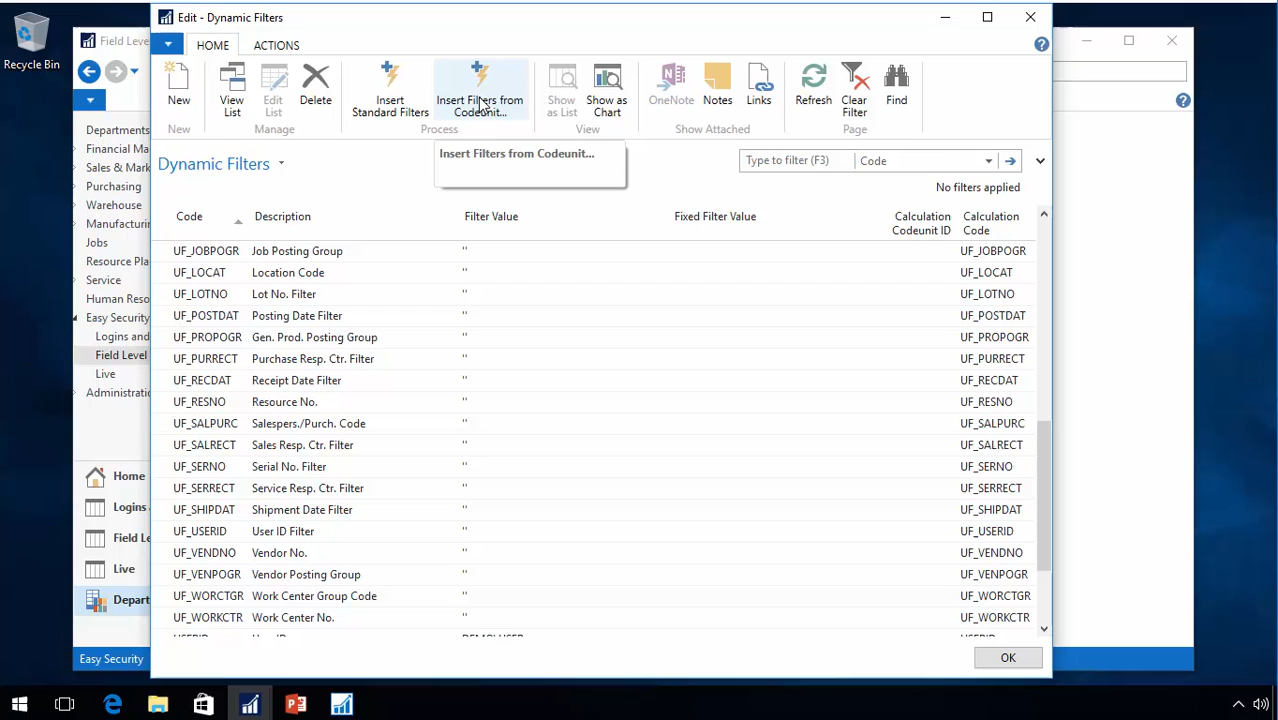 Recycle Bin
Field Level
Edit - Dynamic Filters
HOME
ACTIONS
New
View
List
Edit
List
Delete
Insert
Standard Filters
Insert Filters from
Codeunit...
Show
as List
Show as
Chart
OneNote
Notes
Links
Refresh
Clear
Filter
Find
New
Manage
Process
View
Show Attached
Page
Insert Filters from Codeunit...
Dynamic Filters
Type to filter (F3)
Code
No filters applied
Code
Description
Filter Value
Fixed Filter Value
Calculation
Codeunit ID
Calculation
Code
UF_JOBPOGR Job Posting Group '' UF_JOBPOGR
UF_LOCAT Location Code '' UF_LOCAT
UF_LOTNO Lot No. Filter '' UF_LOTNO
UF_POSTDAT Posting Date Filter '' UF_POSTDAT
UF_PROPOGR Gen. Prod. Posting Group '' UF_PROPOGR
UF_PURRECT Purchase Resp. Ctr. Filter '' UF_PURRECT
UF_RECDAT Receipt Date Filter '' UF_RECDAT
UF_RESNO Resource No. '' UF_RESNO
UF_SALPURC Salespers./Purch. Code '' UF_SALPURC
UF_SALRECT Sales Resp. Ctr. Filter '' UF_SALRECT
UF_SERNO Serial No. Filter '' UF_SERNO
UF_SERRECT Service Resp. Ctr. Filter '' UF_SERRECT
UF_SHIPDAT Shipment Date Filter '' UF_SHIPDAT
UF_USERID User ID Filter '' UF_USERID
UF_VENDNO Vendor No. '' UF_VENDNO
UF_VENPOGR Vendor Posting Group '' UF_VENPOGR
UF_WORCTGR Work Center Group Code '' UF_WORCTGR
UF_WORKCTR Work Center No. '' UF_WORKCTR
OK
Departments
Financial Ma
Sales & Mark
Purchasing
Warehouse
Manufacturin
Jobs
Resource Pla
Service
Human Reso
Easy Security
Logins and
Field Level
Live
Administratio
Home
Logins
Field Le
Live
Depart
Easy Security